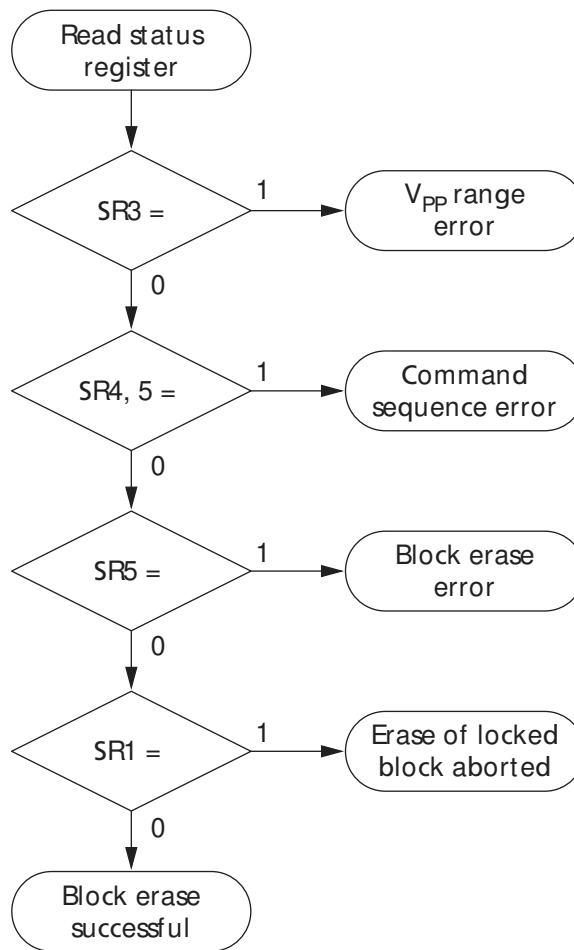 Read status
register
SR3 =
1
V_PP range
error
0
SR4, 5 =
1
Command
sequence error
0
SR5 =
1
Block erase
error
0
SR1 =
1
Erase of locked
block aborted
0
Block erase
successful